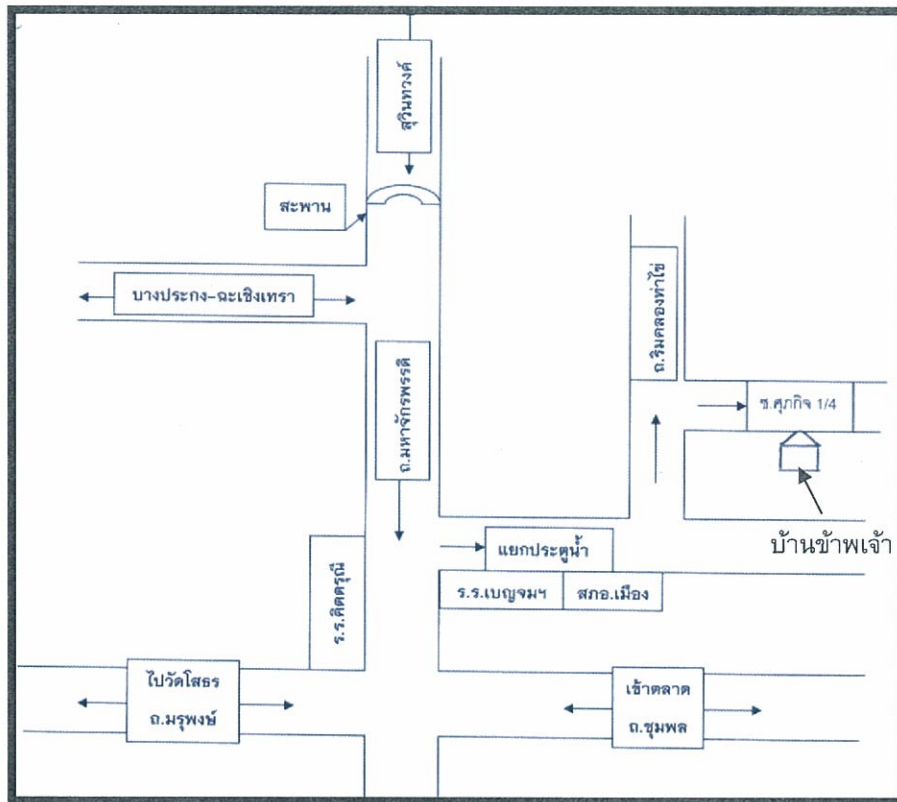 สุวินทวงศ์
สะพาน
บางประกง-ฉะเชิงเทรา
ถ.ริมคลองท่าไข่
ถ.มหาจักรพรรดิ
ซ.ศุภกิจ 1/4
บ้านข้าพเจ้า
แยกประตูน้ำ
ร.ร.เบญจมฯ
สภอ.เมือง
ร.ร.ดัดดรุณี
ไปวัดโสธร
ถ.มรุพงษ์
เข้าตลาด
ถ.ชุมพล